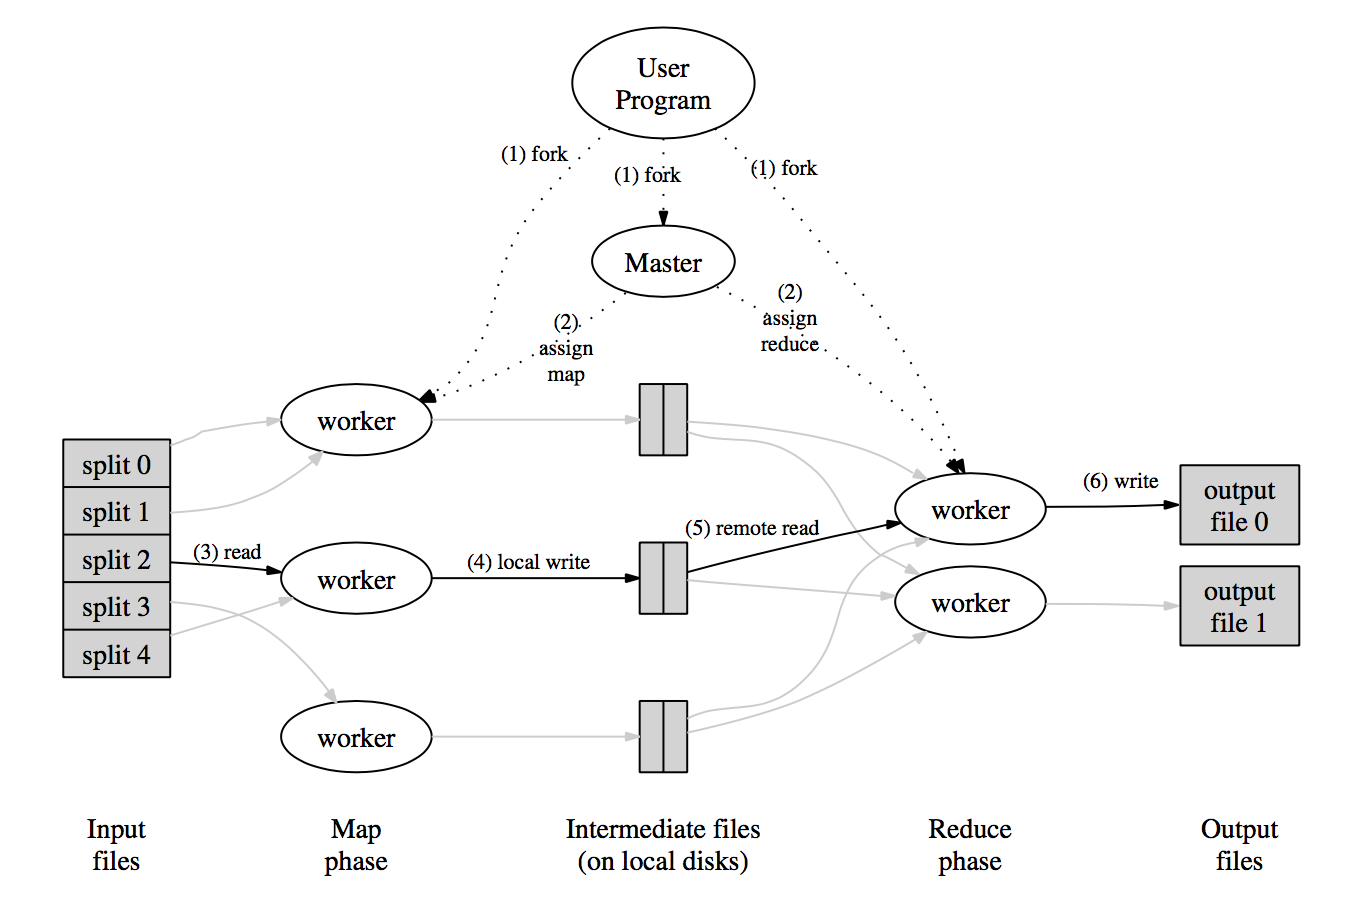 User
Program
(1) fork
(1) fork
(1) fork
Master
(2)
assign
map
(2)
assign
reduce
split 0
split 1
split 2
split 3
split 4
(3) read
worker
worker
worker
(4) local write
(5) remote read
worker
worker
(6) write
output
file 0
output
file 1
Input
files
Map
phase
Intermediate files
(on local disks)
Reduce
phase
Output
files